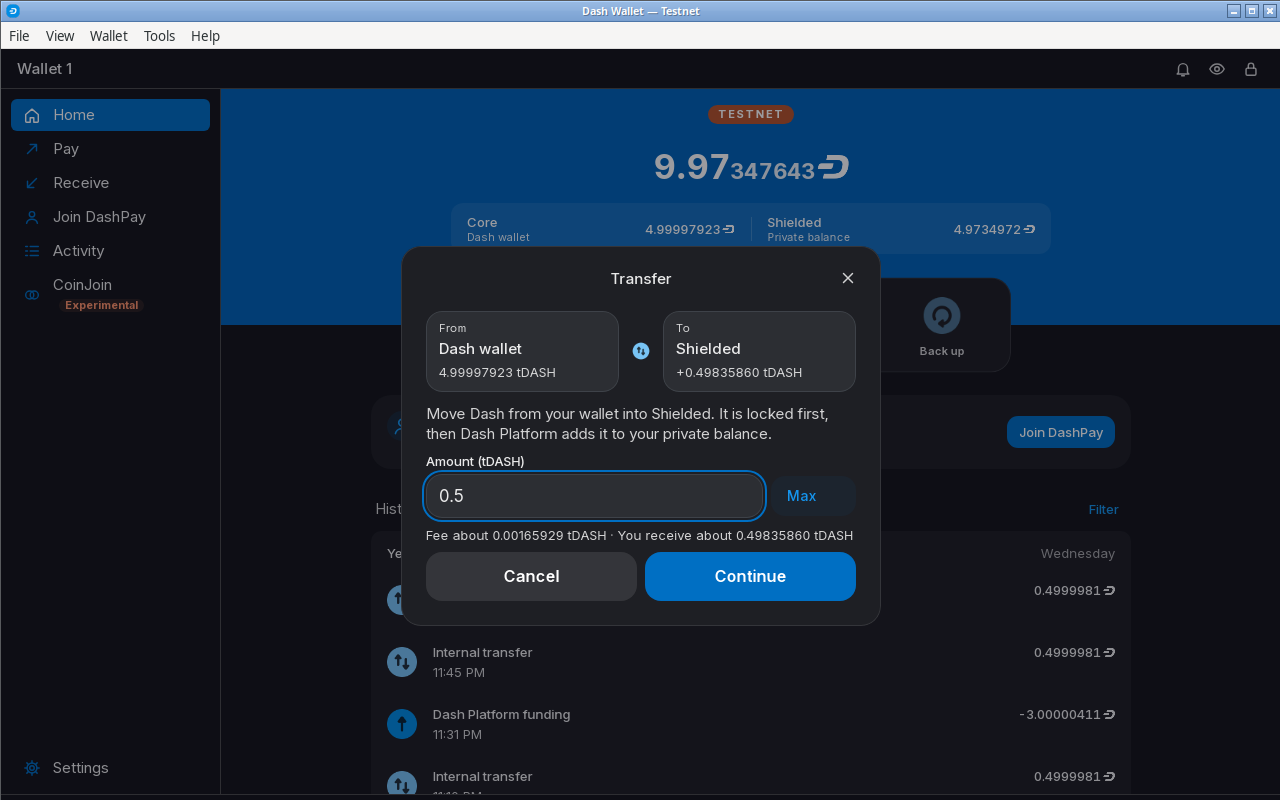 Dash Wallet — Testnet
File View Wallet Tools Help
Wallet 1
Home
Pay
Receive
Join DashPay
Activity
CoinJoin
Experimental
Settings
TESTNET
9.97347643
Core
Dash wallet
4.99997923
Shielded
Private balance
4.9734972
Back up
Join DashPay
Filter
Wednesday
0.4999981
Internal transfer
0.4999981
11:45 PM
Dash Platform funding
-3.00000411
11:31 PM
Internal transfer
0.4999981
Transfer
From
Dash wallet
4.99997923 tDASH
To
Shielded
+0.49835860 tDASH
Move Dash from your wallet into Shielded. It is locked first,
then Dash Platform adds it to your private balance.
Amount (tDASH)
0.5
Max
Fee about 0.00165929 tDASH · You receive about 0.49835860 tDASH
Cancel
Continue